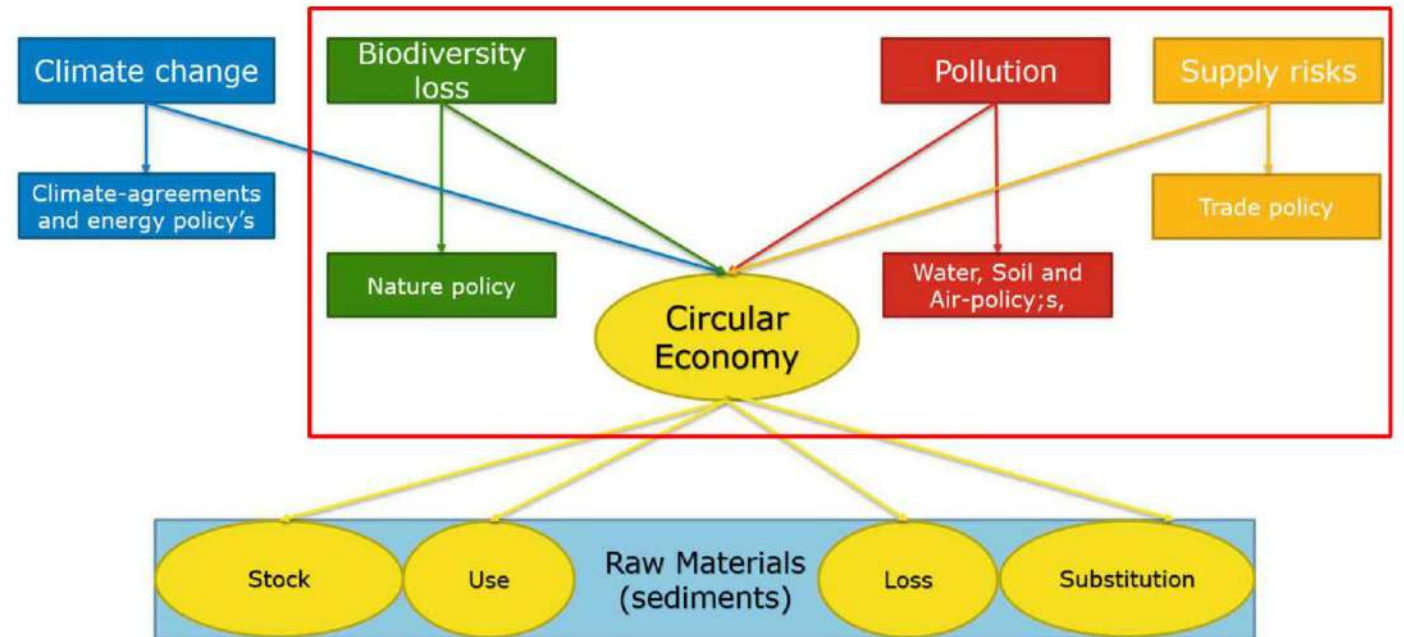 Climate change
Biodiversity
loss
Pollution
Supply risks
Climate-agreements
and energy policy's
Nature policy
Water, Soil and
Air-policy;s,
Trade policy
Circular
Economy
Stock
Use
Raw Materials
(sediments)
Loss
Substitution